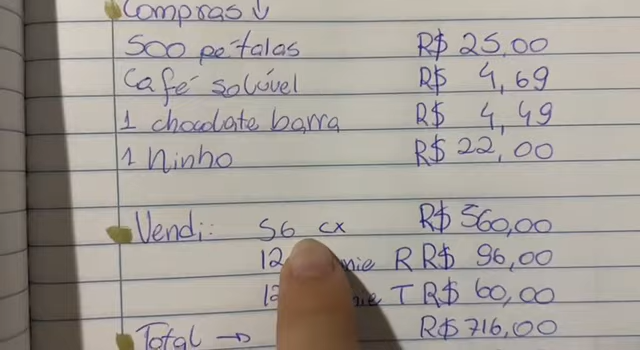 Compras ↓
500 pétalas R$ 25,00
Café solúvel R$ 4,69
1 chocolate barra R$ 4,49
1 Ninho R$ 22,00
Vendi: 56 cx R$ 560,00
12 R R$ 96,00
T R$ 60,00
Total → R$ 716,00